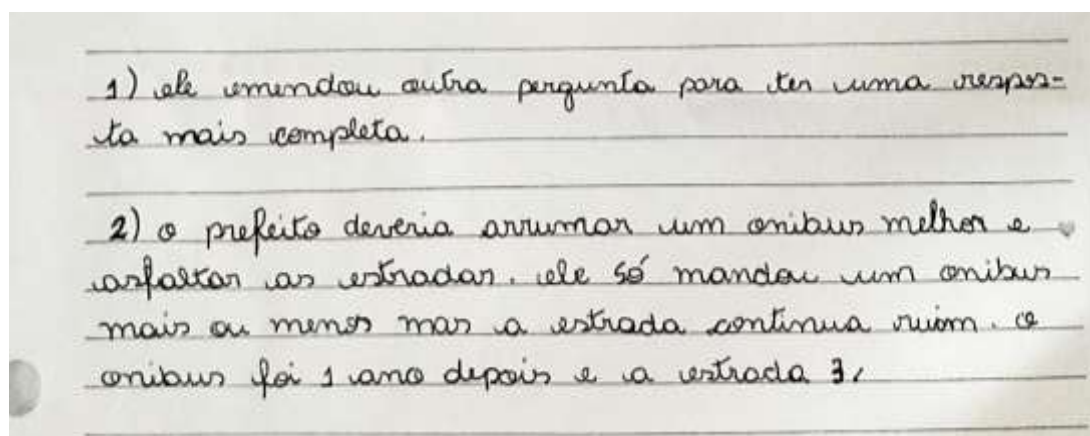 1) ele emendou outra pergunta para ter uma respos-
ta mais completa.
2) o prefeito deveria arrumar um onibus melhor e
asfaltar as estradas. ele só mandou um onibus
mais ou menos mas a estrada continua ruim. o
onibus foi 1 ano depois e a estrada 3.